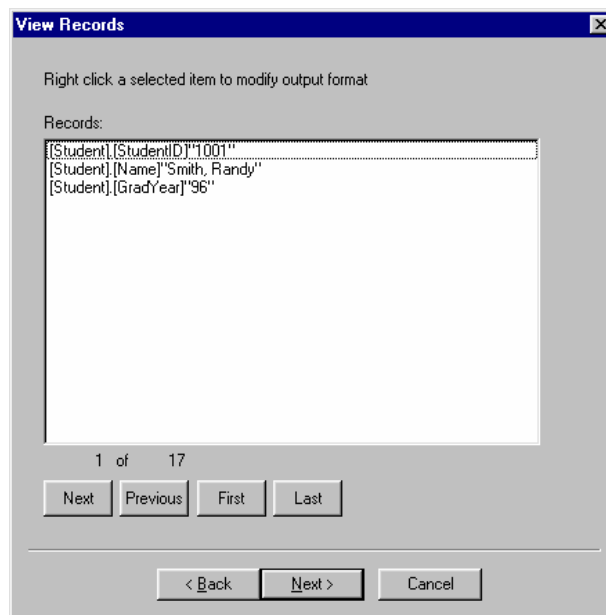 View Records
Right click a selected item to modify output format
Records:
[Student].[StudentID]"1001"
[Student].[Name]"Smith, Randy"
[Student].[GradYear]"96"
1 of 17
Next Previous First Last
< Back Next > Cancel